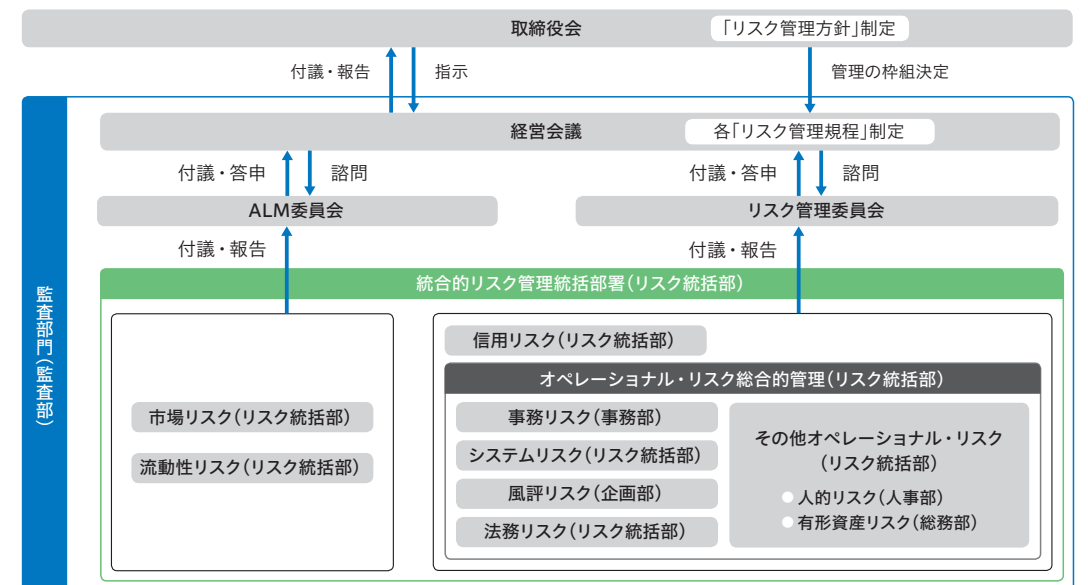 取締役会
「リスク管理方針」制定
付議・報告
指示
管理の枠組決定
経営会議
各「リスク管理規程」制定
付議・答申
諮問
付議・答申
諮問
ALM委員会
リスク管理委員会
付議・報告
付議・報告
監査部門(監査部)
統合的リスク管理統括部署(リスク統括部)
市場リスク(リスク統括部)
流動性リスク(リスク統括部)
信用リスク(リスク統括部)
オペレーショナル・リスク総合的管理(リスク統括部)
事務リスク(事務部)
システムリスク(リスク統括部)
風評リスク(企画部)
法務リスク(リスク統括部)
その他オペレーショナル・リスク
(リスク統括部)
人的リスク(人事部)
有形資産リスク(総務部)